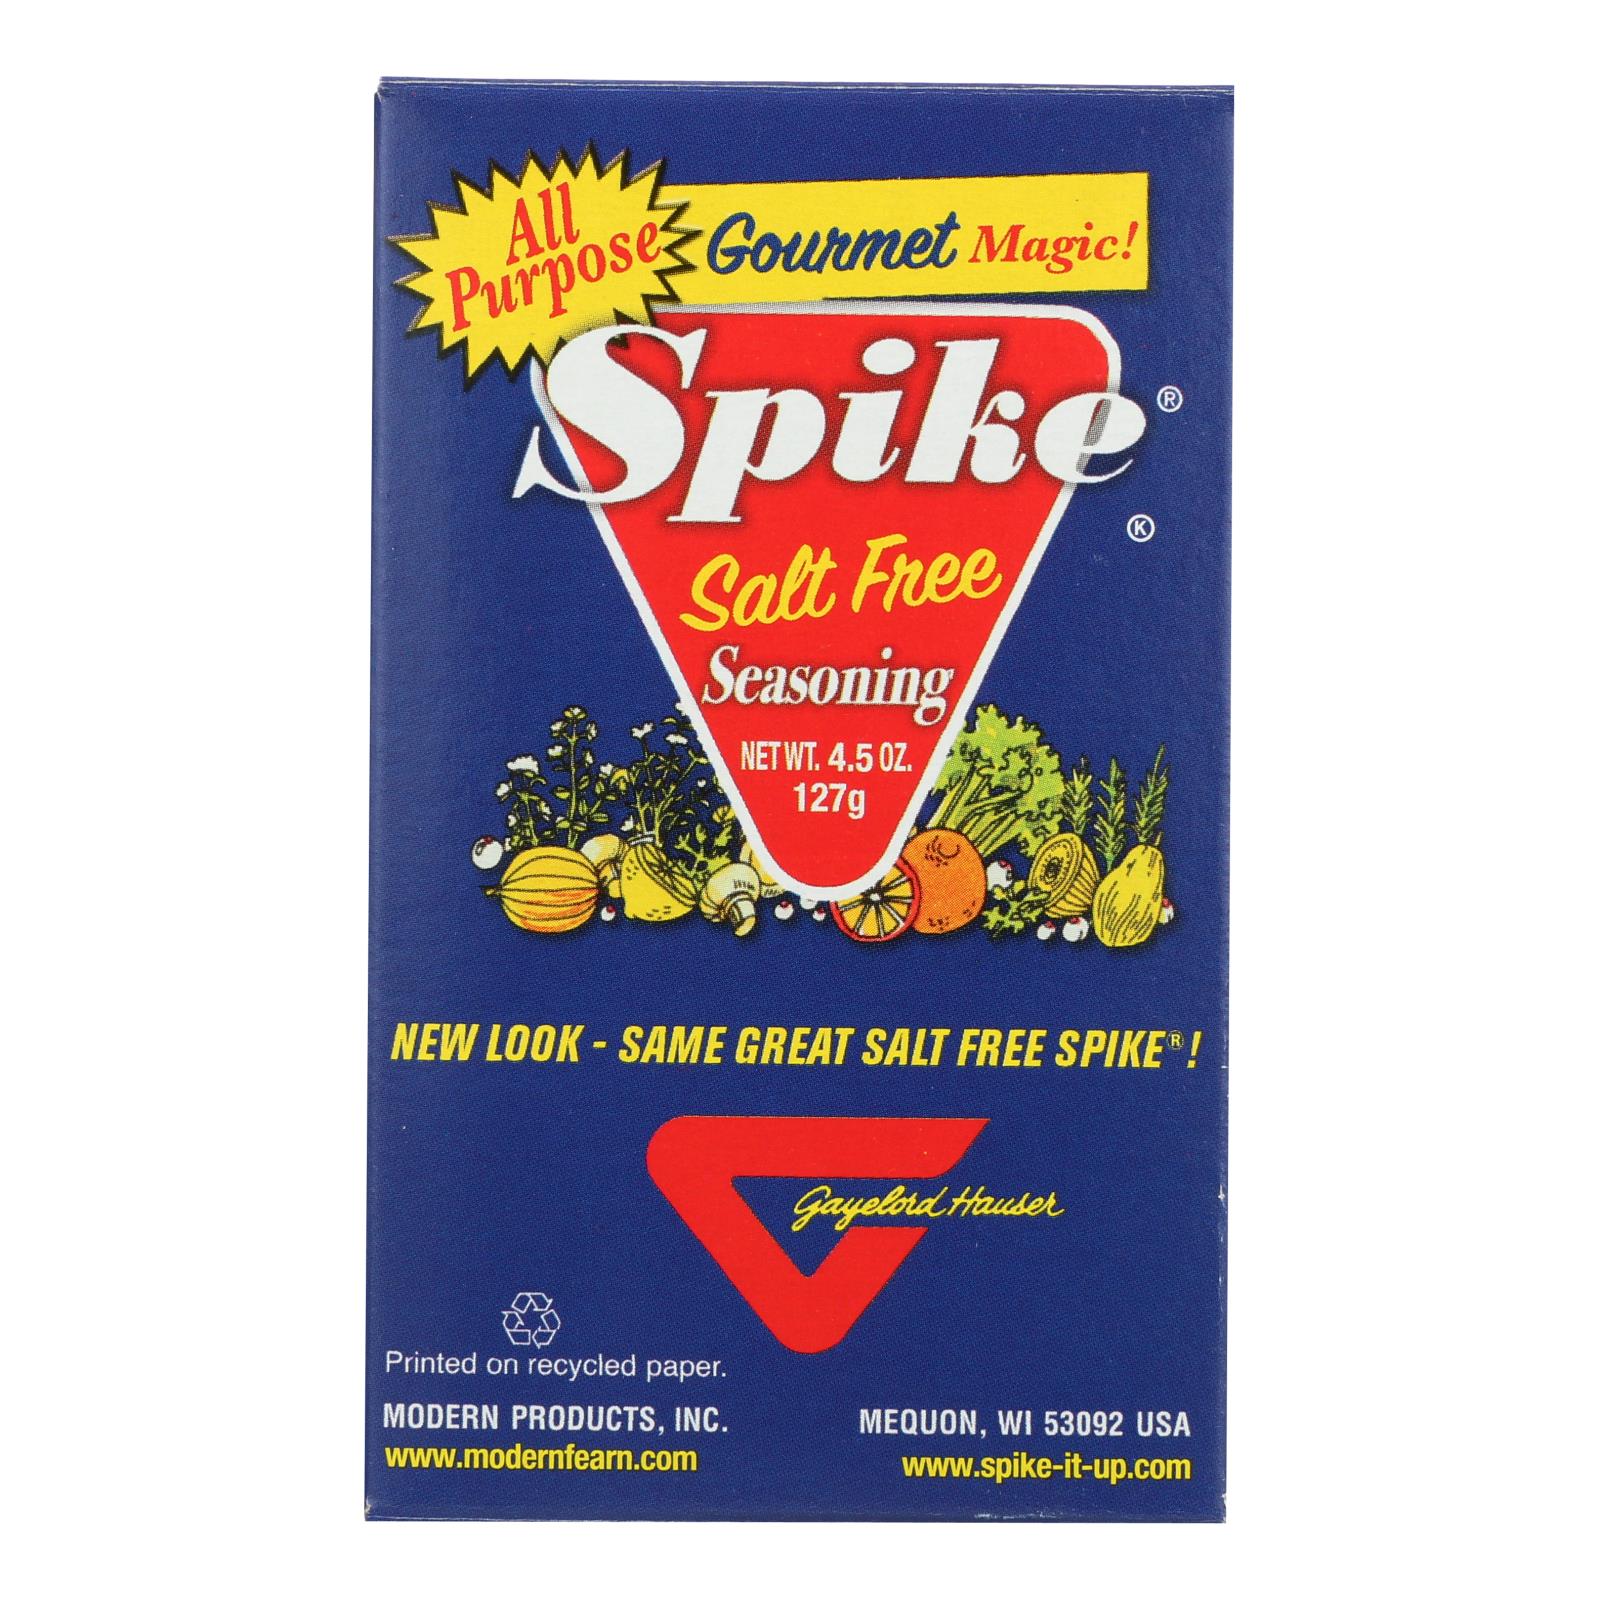 All
Purpose
Gourmet Magic!
Spike®
Ⓚ
Salt Free
Seasoning
NET WT. 4.5 OZ.
127g
NEW LOOK - SAME GREAT SALT FREE SPIKE®!
Gayelord Hauser
Printed on recycled paper.
MODERN PRODUCTS, INC.
www.modernfearn.com
MEQUON, WI 53092 USA
www.spike-it-up.com